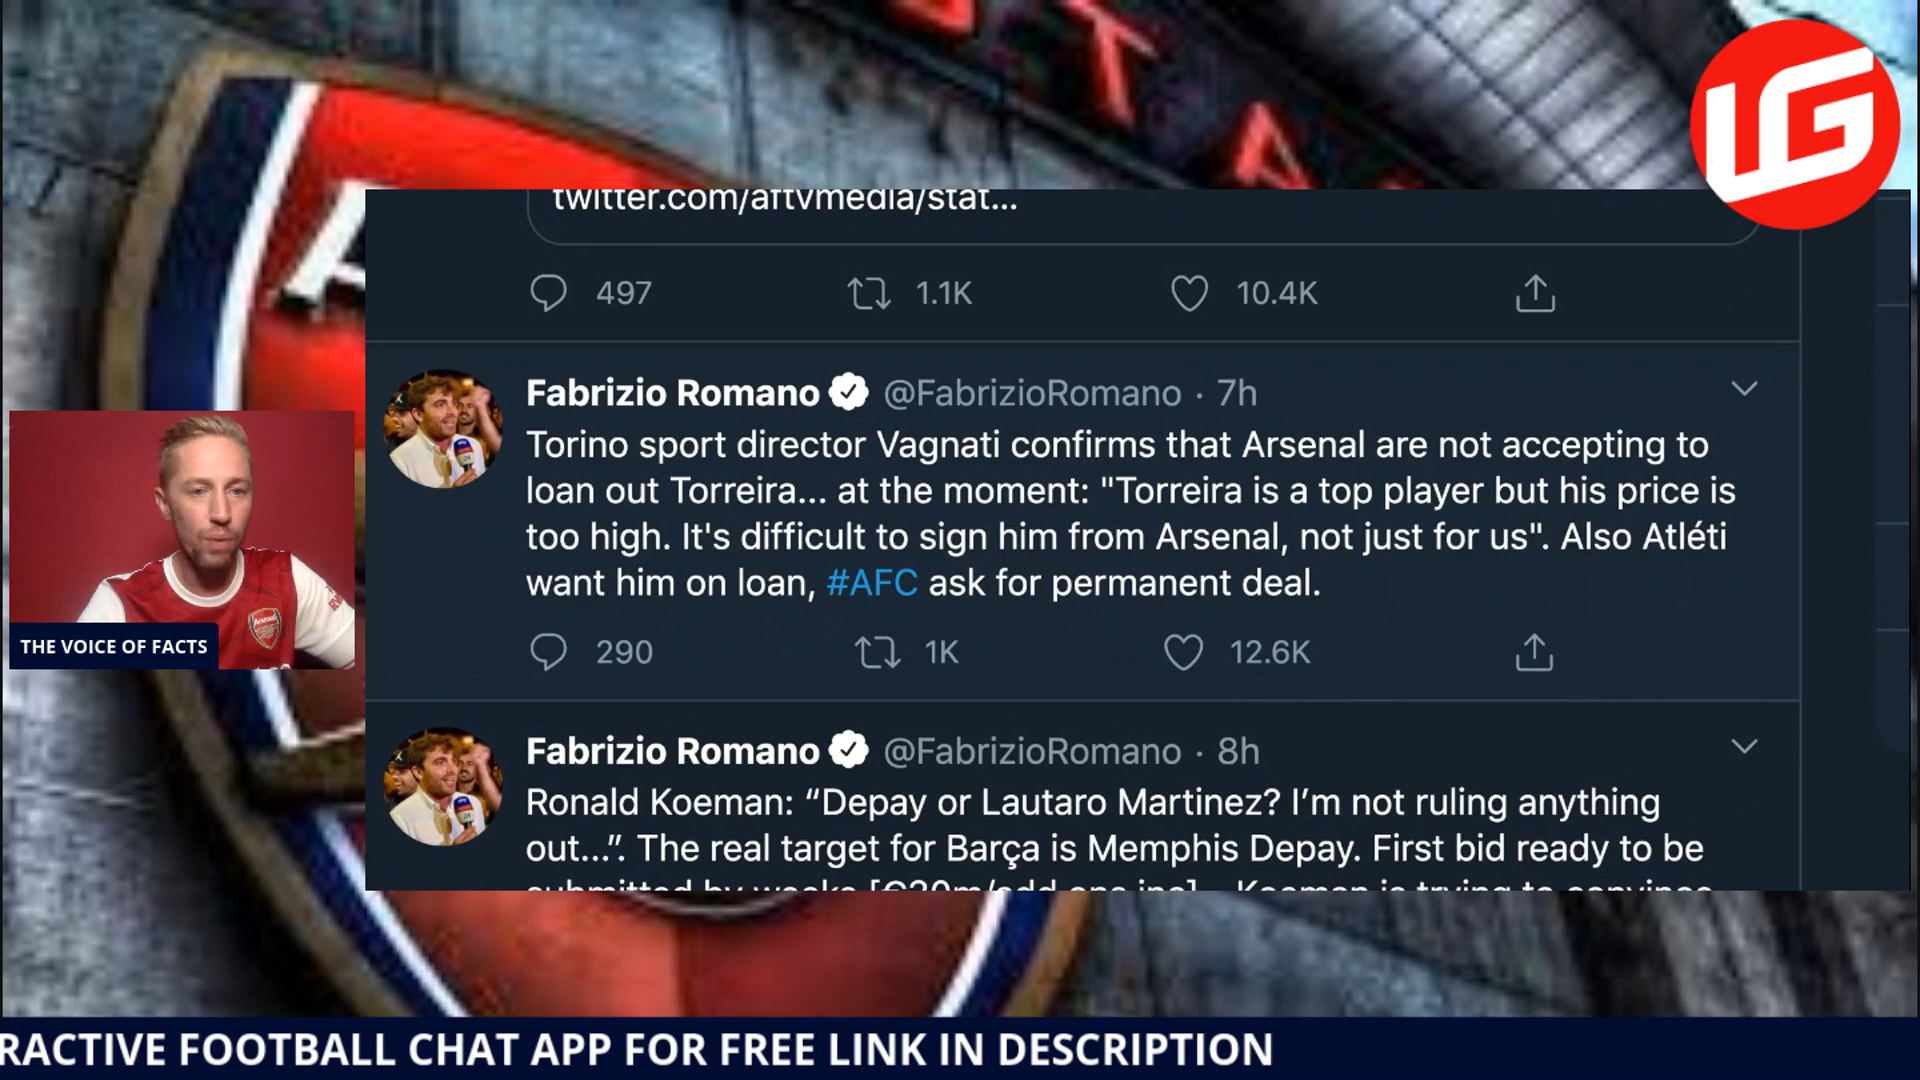 TA
LG
A
twitter.com/aftvmedia/stat...
497 1.1K 10.4K
Fabrizio Romano @FabrizioRomano · 7h
Torino sport director Vagnati confirms that Arsenal are not accepting to
loan out Torreira... at the moment: "Torreira is a top player but his price is
too high. It's difficult to sign him from Arsenal, not just for us". Also Atléti
want him on loan, #AFC ask for permanent deal.
290 1K 12.6K
THE VOICE OF FACTS
Fabrizio Romano @FabrizioRomano · 8h
Ronald Koeman: “Depay or Lautaro Martinez? I’m not ruling anything
out...”. The real target for Barça is Memphis Depay. First bid ready to be
RACTIVE FOOTBALL CHAT APP FOR FREE LINK IN DESCRIPTION